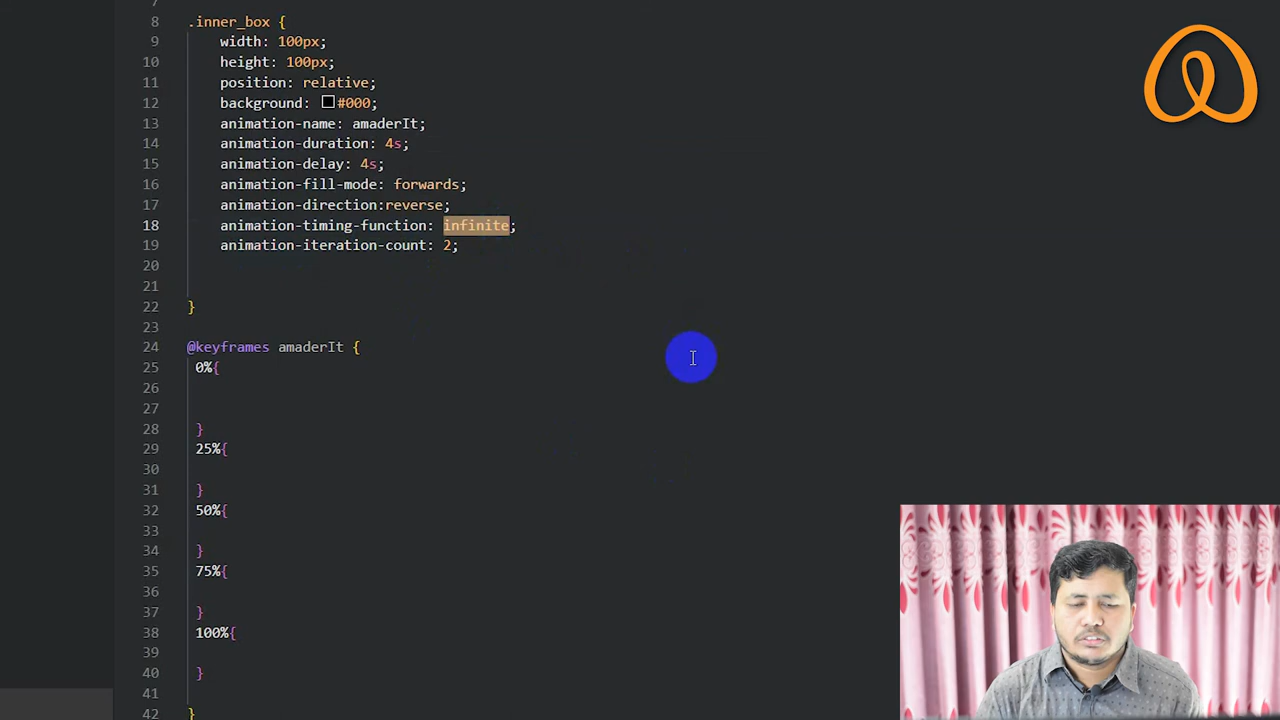 7
8 .inner_box {
9 width: 100px;
10 height: 100px;
11 position: relative;
12 background: #000;
13 animation-name: amaderIt;
14 animation-duration: 4s;
15 animation-delay: 4s;
16 animation-fill-mode: forwards;
17 animation-direction:reverse;
18 animation-timing-function: infinite;
19 animation-iteration-count: 2;
20
21
22 }
23
24 @keyframes amaderIt {
25 0%{
26
27
28 }
29 25%{
30
31 }
32 50%{
33
34 }
35 75%{
36
37 }
38 100%{
39
40 }
41
42 }